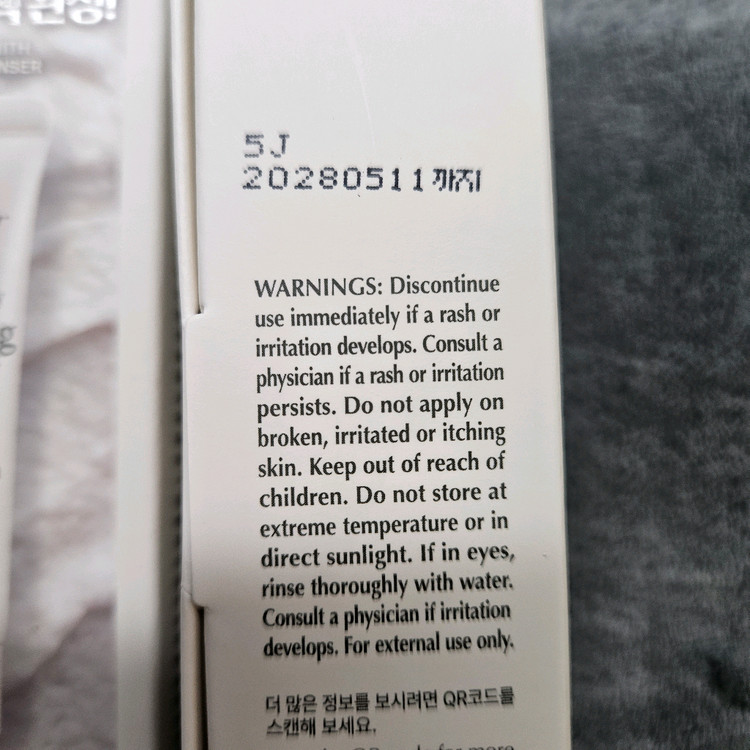 완성!
NSER
5J
20280511까지
WARNINGS: Discontinue
use immediately if a rash or
irritation develops. Consult a
physician if a rash or irritation
persists. Do not apply on
broken, irritated or itching
skin. Keep out of reach of
children. Do not store at
extreme temperature or in
direct sunlight. If in eyes,
rinse thoroughly with water.
Consult a physician if irritation
develops. For external use only.
더 많은 정보를 보시려면 QR코드를
스캔해 보세요.